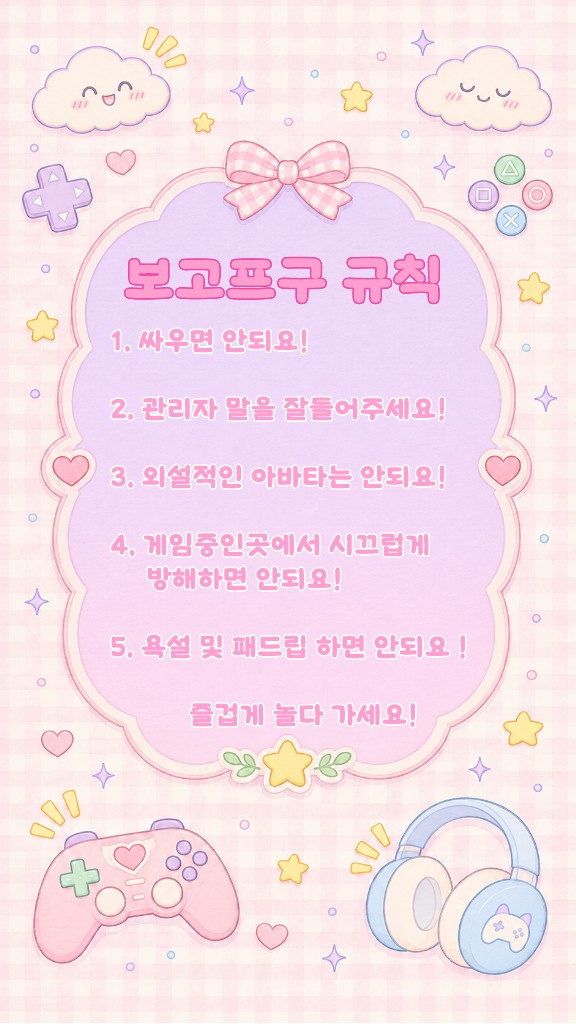 보고프구 규칙
1. 싸우면 안되요!
2. 관리자 말을 잘들어주세요!
3. 외설적인 아바타는 안되요!
4. 게임중인곳에서 시끄럽게
방해하면 안되요!
5. 욕설 및 패드립 하면 안되요 !
즐겁게 놀다 가세요!